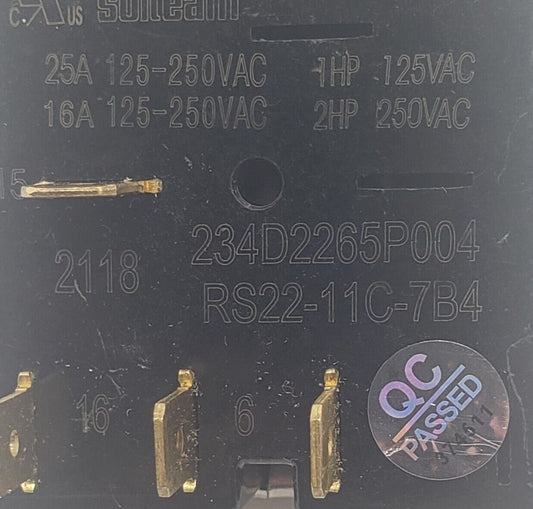 c US Suiteam
25A 125-250VAC 1HP 125VAC
16A 125-250VAC 2HP 250VAC
15
234D2265P004
2118
RS22-11C-7B4
QC
PASSED
16 6